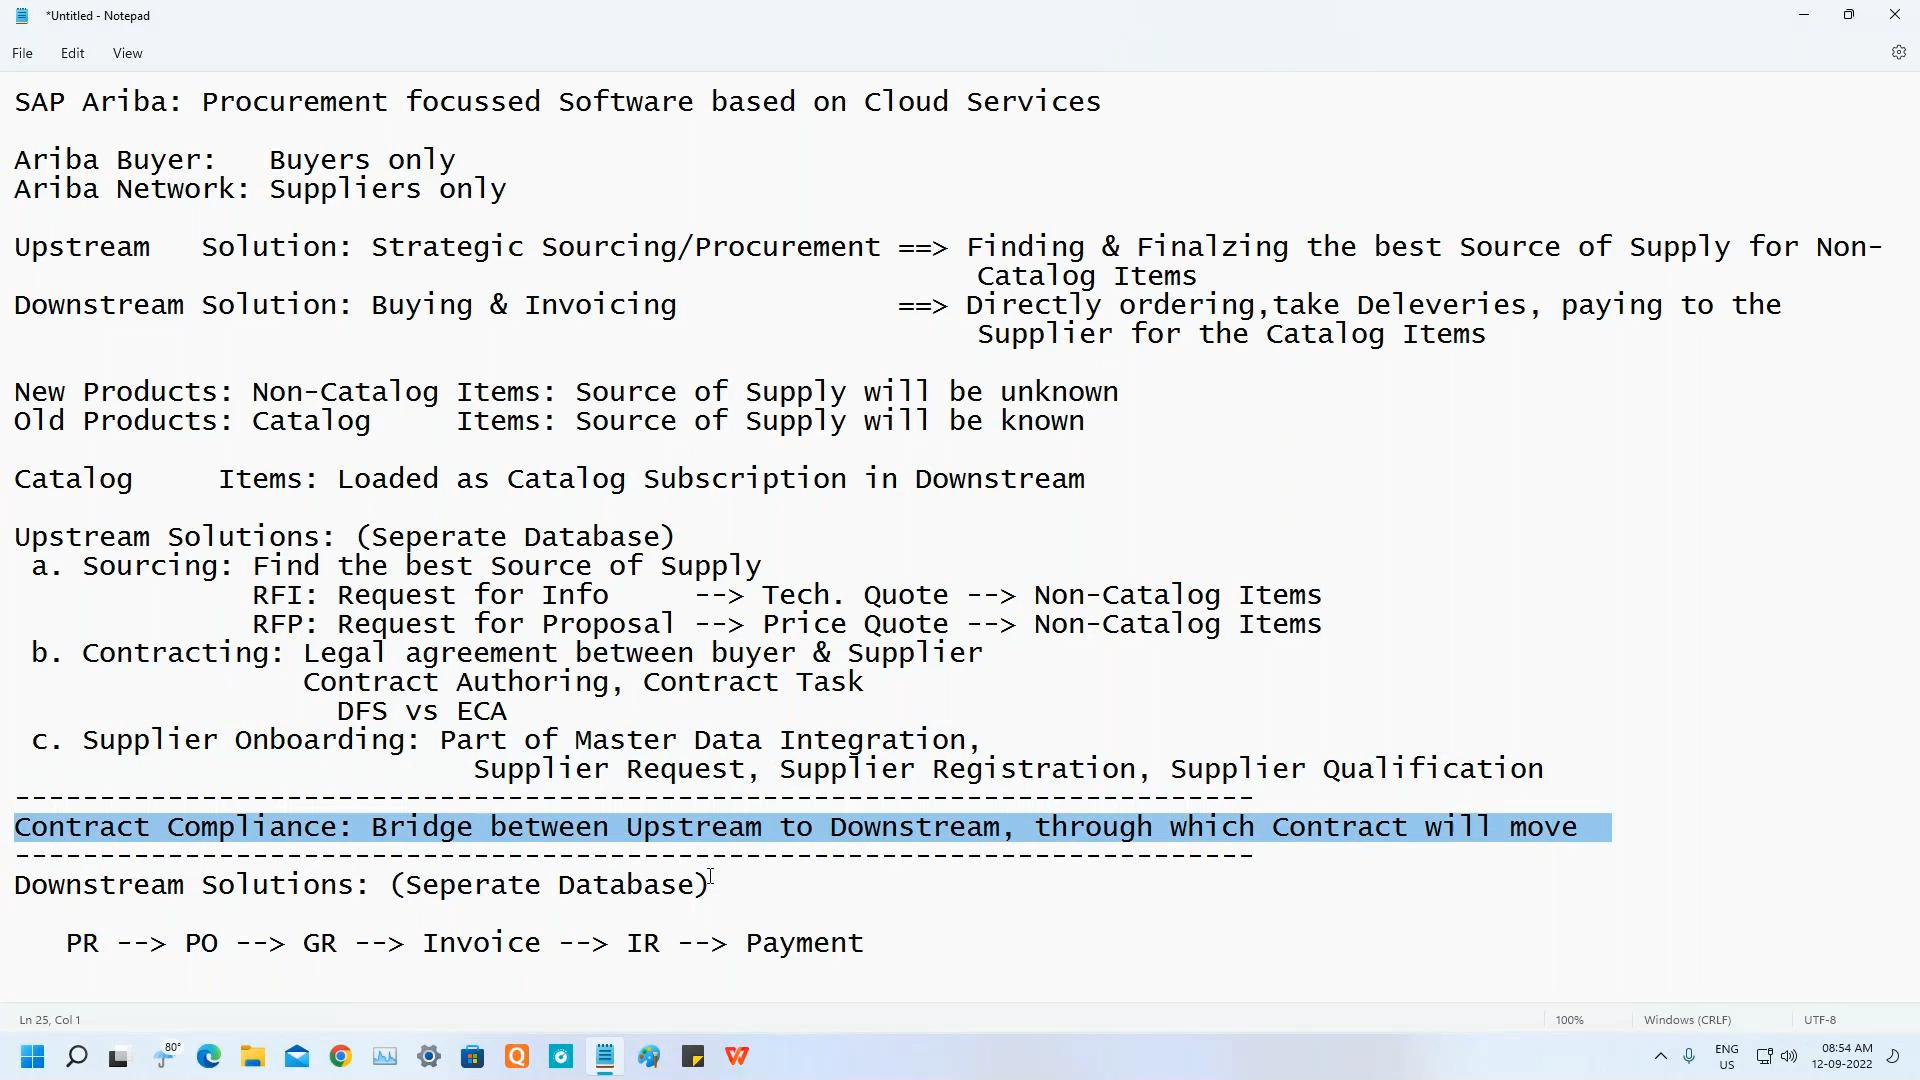 *Untitled - Notepad
File Edit View
SAP Ariba: Procurement focussed Software based on Cloud Services
Ariba Buyer:   Buyers only
Ariba Network: Suppliers only
Upstream   Solution: Strategic Sourcing/Procurement ==> Finding & Finalzing the best Source of Supply for Non-
Catalog Items
Downstream Solution: Buying & Invoicing             ==> Directly ordering,take Deleveries, paying to the
Supplier for the Catalog Items
New Products: Non-Catalog Items: Source of Supply will be unknown
Old Products: Catalog     Items: Source of Supply will be known
Catalog     Items: Loaded as Catalog Subscription in Downstream
Upstream Solutions: (Seperate Database)
a. Sourcing: Find the best Source of Supply
RFI: Request for Info     --> Tech. Quote --> Non-Catalog Items
RFP: Request for Proposal --> Price Quote --> Non-Catalog Items
b. Contracting: Legal agreement between buyer & Supplier
Contract Authoring, Contract Task
DFS vs ECA
c. Supplier Onboarding: Part of Master Data Integration,
Supplier Request, Supplier Registration, Supplier Qualification
-------------------------------------------------------------------------
Contract Compliance: Bridge between Upstream to Downstream, through which Contract will move
-------------------------------------------------------------------------
Downstream Solutions: (Seperate Database)
PR --> PO --> GR --> Invoice --> IR --> Payment
Ln 25, Col 1 100% Windows (CRLF) UTF-8
80°
Q
W
ENG
US
08:54 AM
12-09-2022